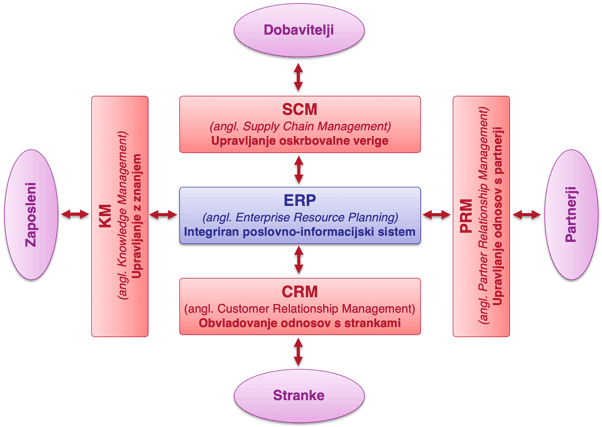 Dobavitelji
SCM
(angl. Supply Chain Management)
Upravljanje oskrbovalne verige
Zaposleni
KM
(angl. Knowledge Management)
Upravljanje z znanjem
ERP
(angl. Enterprise Resource Planning)
Integriran poslovno-informacijski sistem
PRM
(angl. Partner Relationship Management)
Upravljanje odnosov s partnerji
Partnerji
CRM
(angl. Customer Relationship Management)
Obvladovanje odnosov s strankami
Stranke